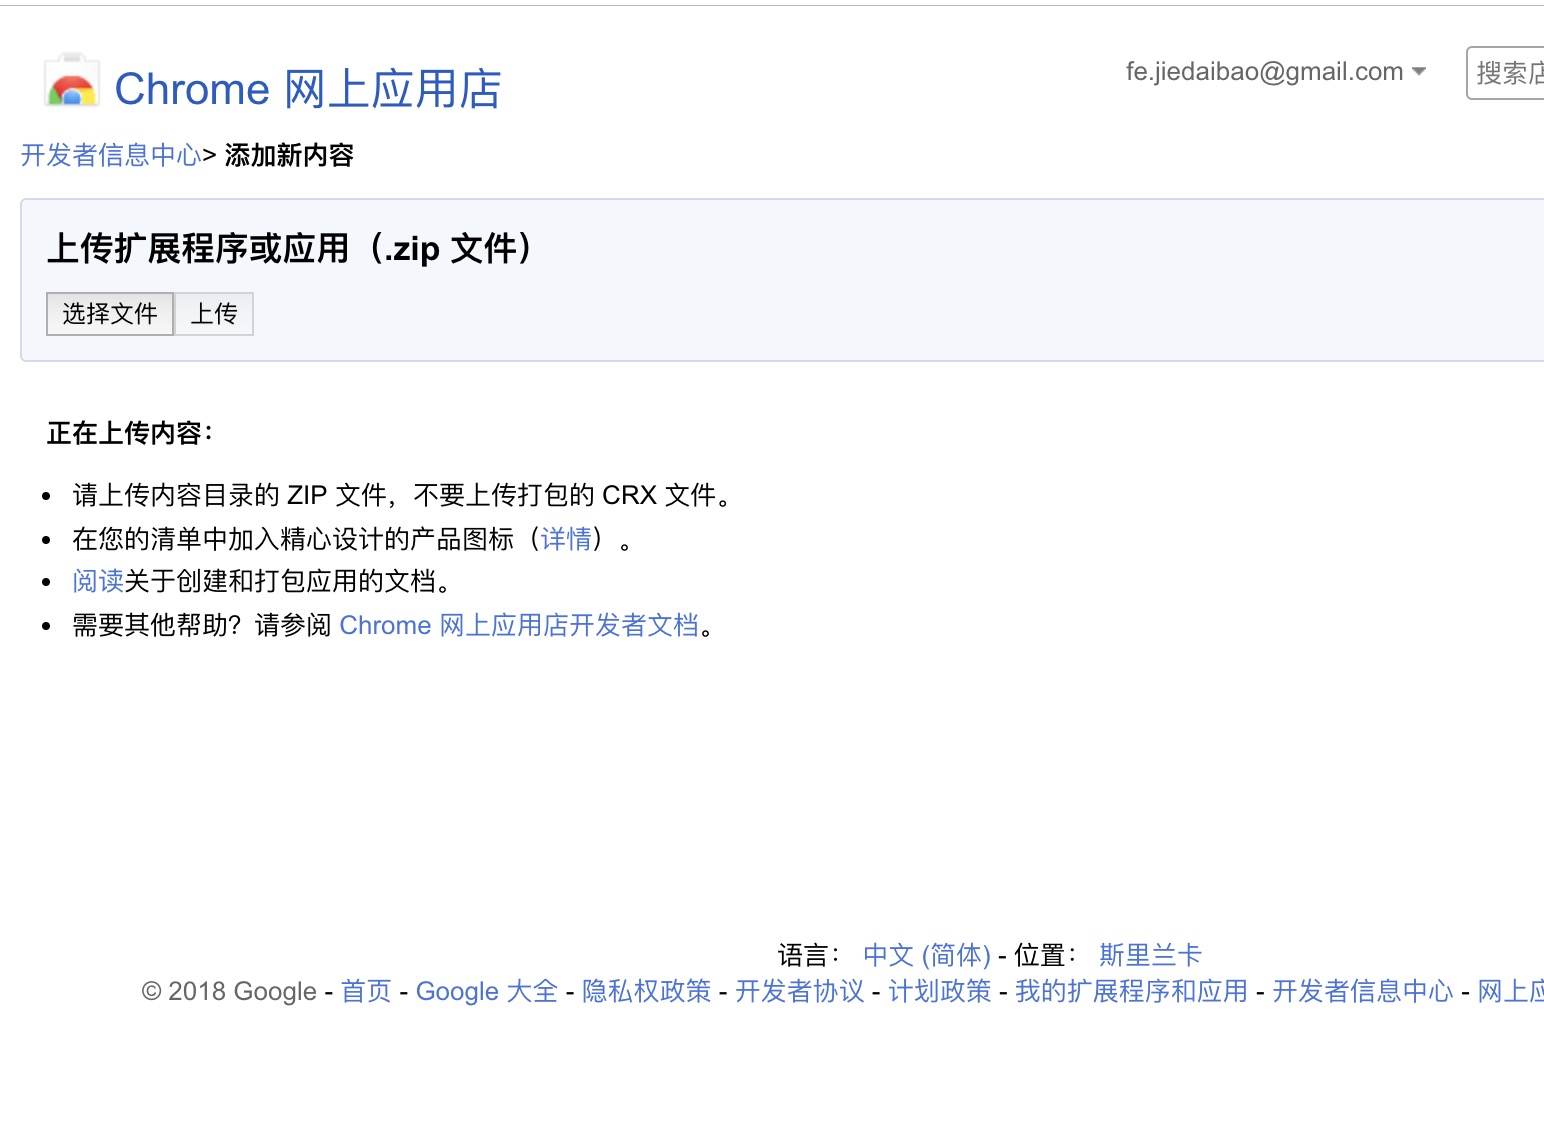 Chrome 网上应用店
fe.jiedaibao@gmail.com
搜索店
开发者信息中心> 添加新内容
上传扩展程序或应用（.zip 文件）
选择文件 上传
正在上传内容：
请上传内容目录的 ZIP 文件，不要上传打包的 CRX 文件。
在您的清单中加入精心设计的产品图标（详情）。
阅读关于创建和打包应用的文档。
需要其他帮助？请参阅 Chrome 网上应用店开发者文档。
语言： 中文 (简体) - 位置： 斯里兰卡
© 2018 Google - 首页 - Google 大全 - 隐私权政策 - 开发者协议 - 计划政策 - 我的扩展程序和应用 - 开发者信息中心 - 网上应